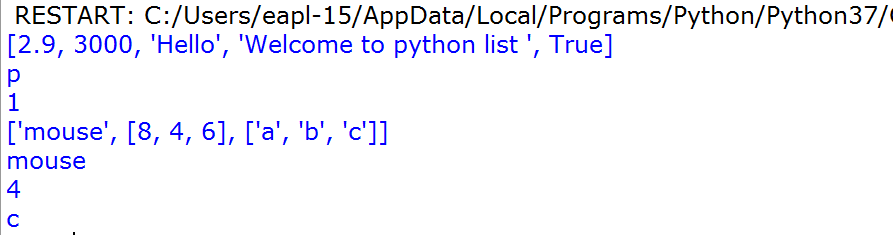 RESTART: C:/Users/eapl-15/AppData/Local/Programs/Python/Python37/
[2.9, 3000, 'Hello', 'Welcome to python list ', True]
p
1
['mouse', [8, 4, 6], ['a', 'b', 'c']]
mouse
4
c